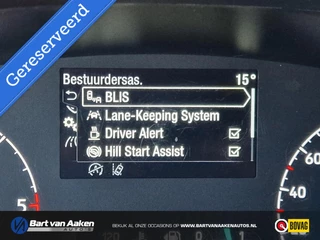 Gereserveerd
Bestuurdersas. 15°
BLIS
Lane-Keeping System
Driver Alert
Hill Start Assist
5
60
40
Bart van Aaken
AUTO'S
BEKIJK AL ONZE OCCASIONS OP WWW.BARTVANAAKENAUTOS.NL
BOVAG